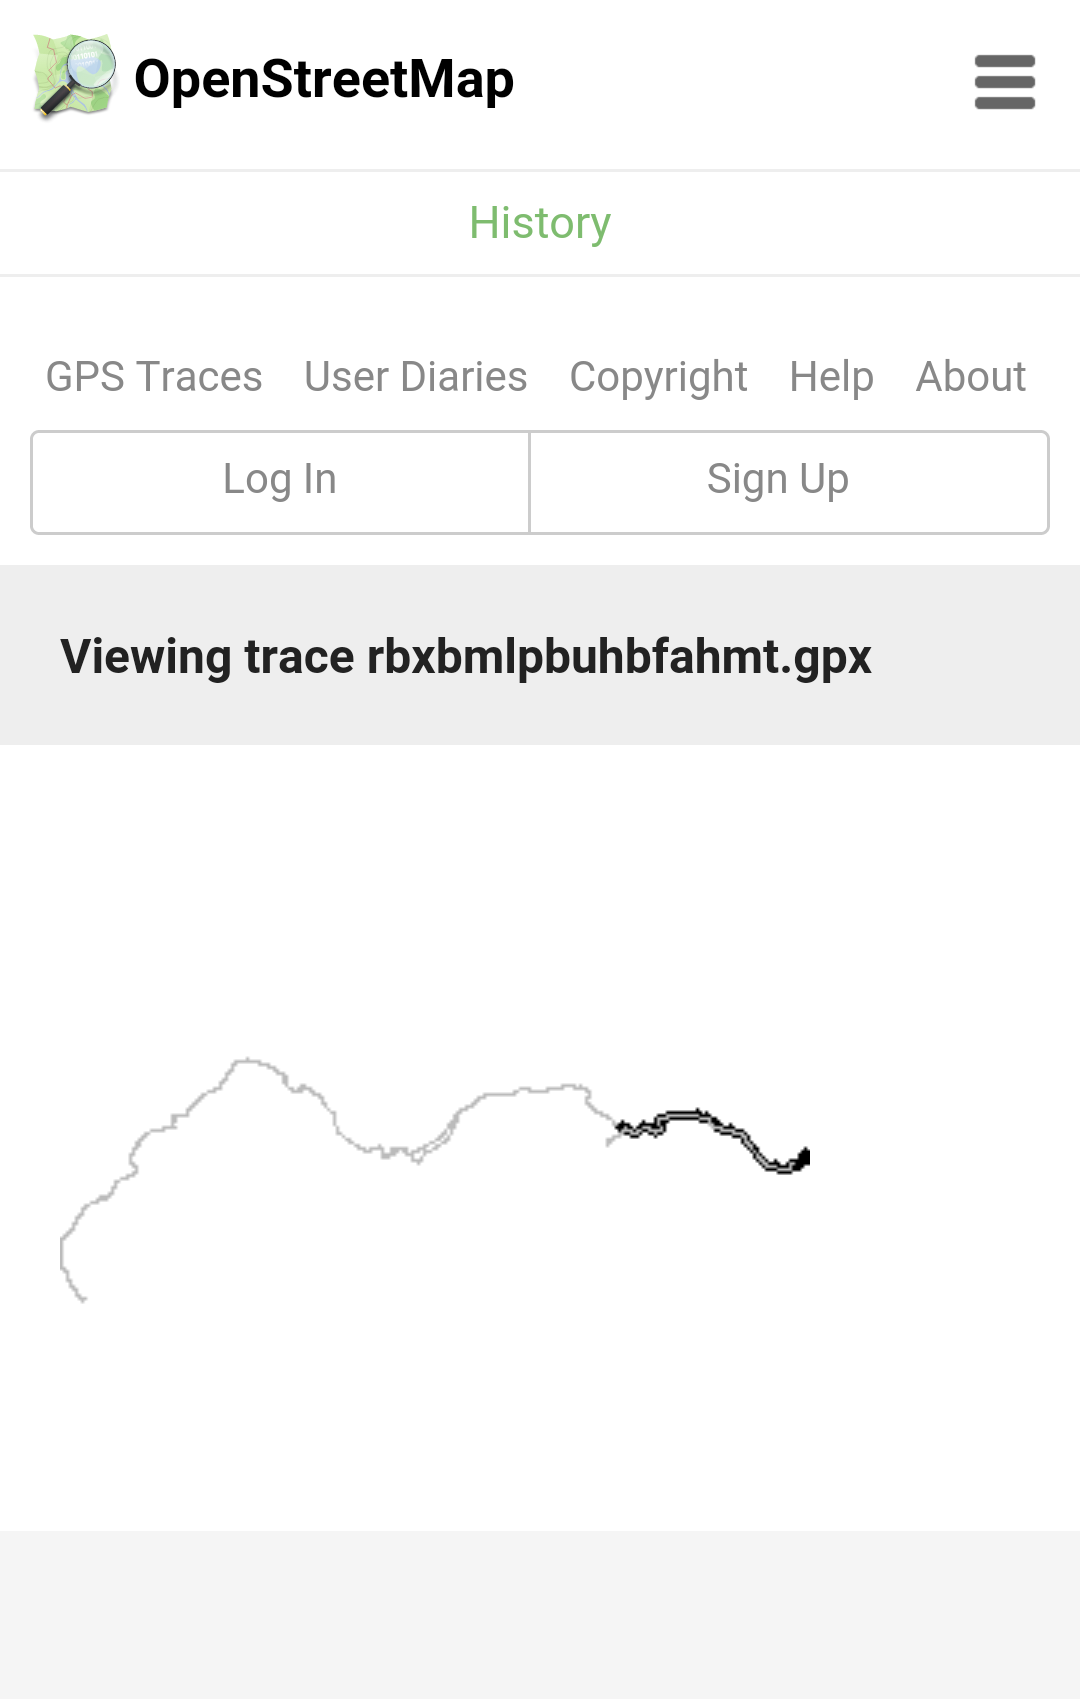 OpenStreetMap
History
GPS Traces User Diaries Copyright Help About
Log In Sign Up
Viewing trace rbxbmlpbuhbfahmt.gpx